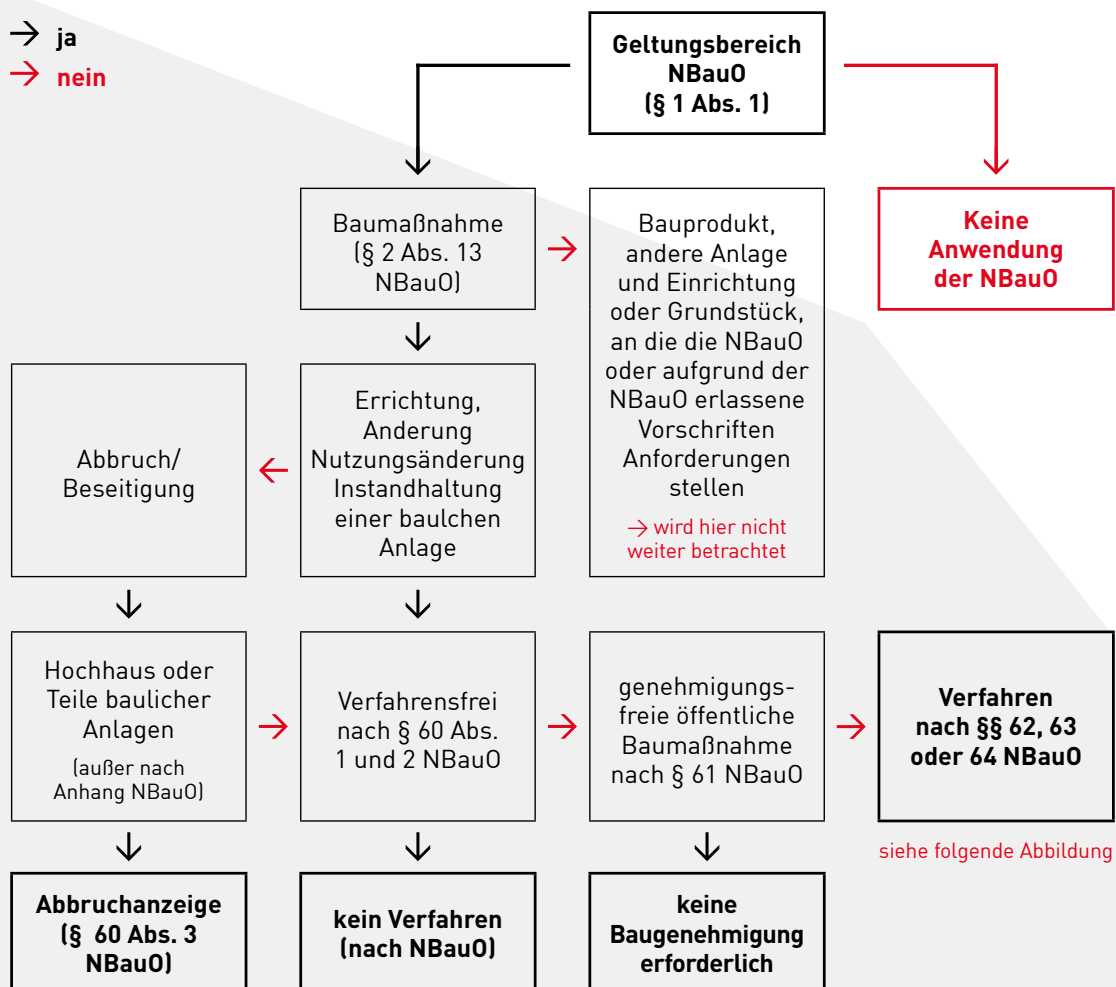 → ja
→ nein
Geltungsbereich
NBauO
(§ 1 Abs. 1)
Baumaßnahme
(§ 2 Abs. 13
NBauO)
Bauprodukt,
andere Anlage
und Einrichtung
oder Grundstück,
an die die NBauO
oder aufgrund der
NBauO erlassene
Vorschriften
Anforderungen
stellen
→ wird hier nicht
weiter betrachtet
Keine
Anwendung
der NBauO
Abbruch/
Beseitigung
Errichtung,
Anderung
Nutzungsänderung
Instandhaltung
einer baulchen
Anlage
Hochhaus oder
Teile baulicher
Anlagen
(außer nach
Anhang NBauO)
Verfahrensfrei
nach § 60 Abs.
1 und 2 NBauO
genehmigungs-
freie öffentliche
Baumaßnahme
nach § 61 NBauO
Verfahren
nach §§ 62, 63
oder 64 NBauO
siehe folgende Abbildung
Abbruchanzeige
(§ 60 Abs. 3
NBauO)
kein Verfahren
(nach NBauO)
keine
Baugenehmigung
erforderlich